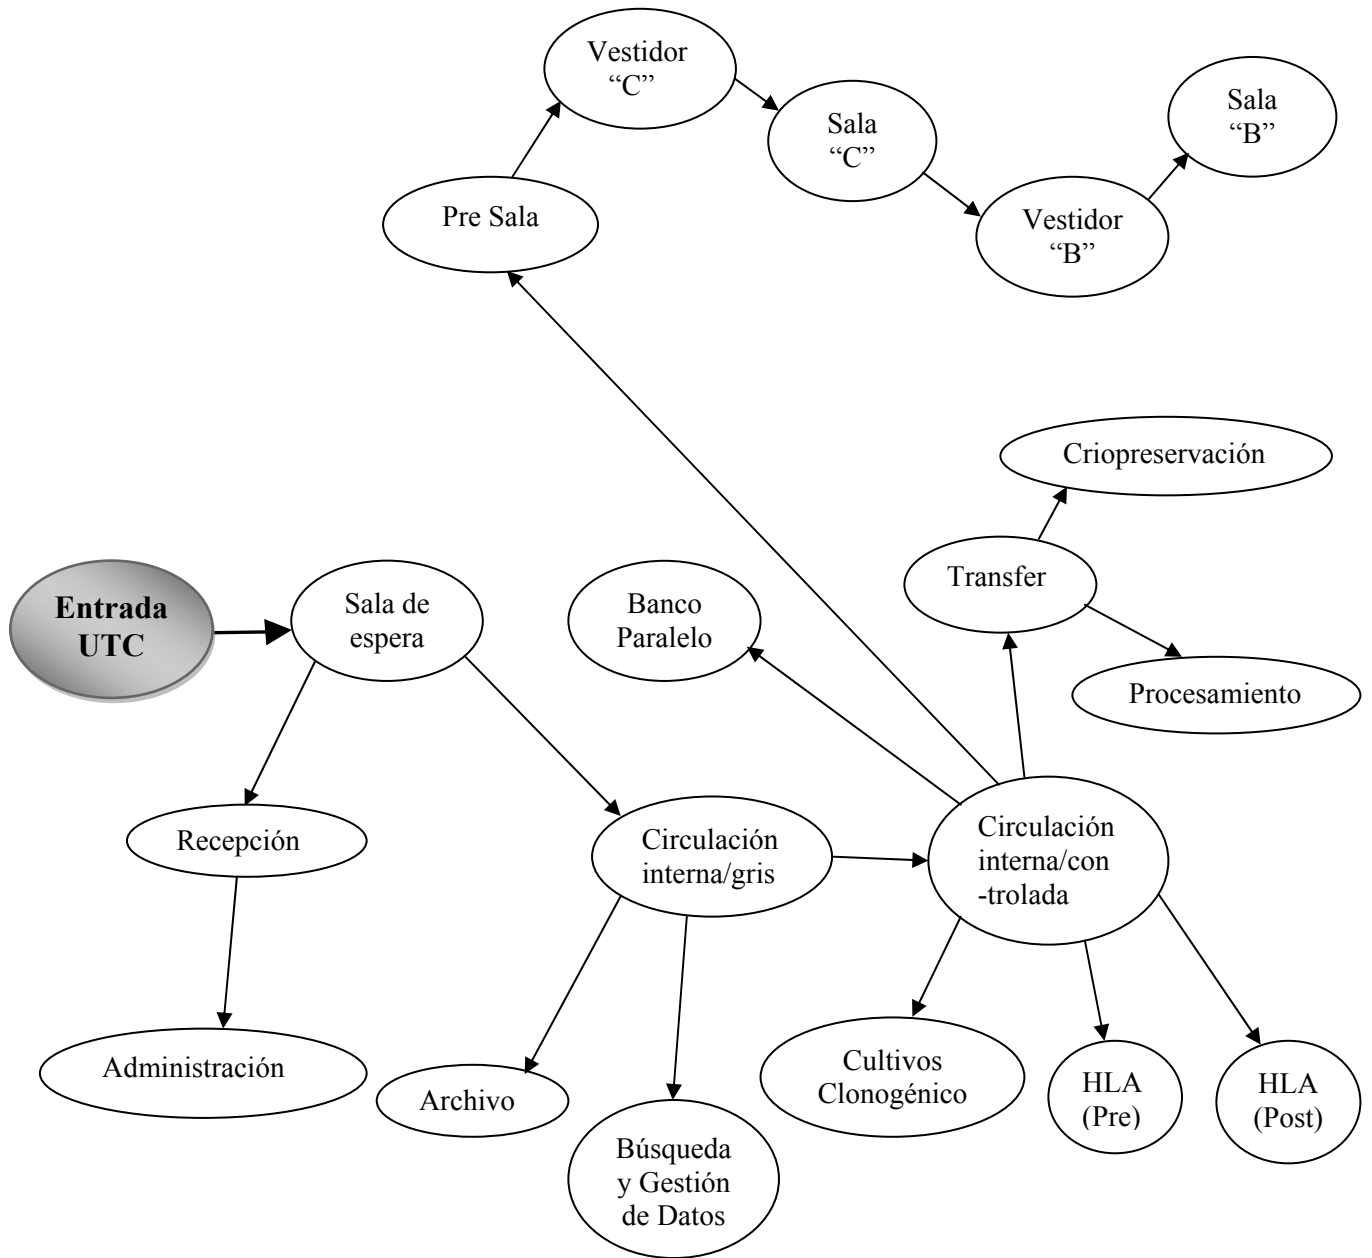 Vestidor
“C”
Sala
“C”
Sala
“B”
Pre Sala
Vestidor
“B”
Criopreservación
Transfer
Entrada
UTC
Sala de
espera
Banco
Paralelo
Procesamiento
Recepción
Circulación
interna/gris
Circulación
interna/con
-trolada
Administración
Archivo
Búsqueda
y Gestión
de Datos
Cultivos
Clonogénico
HLA
(Pre)
HLA
(Post)